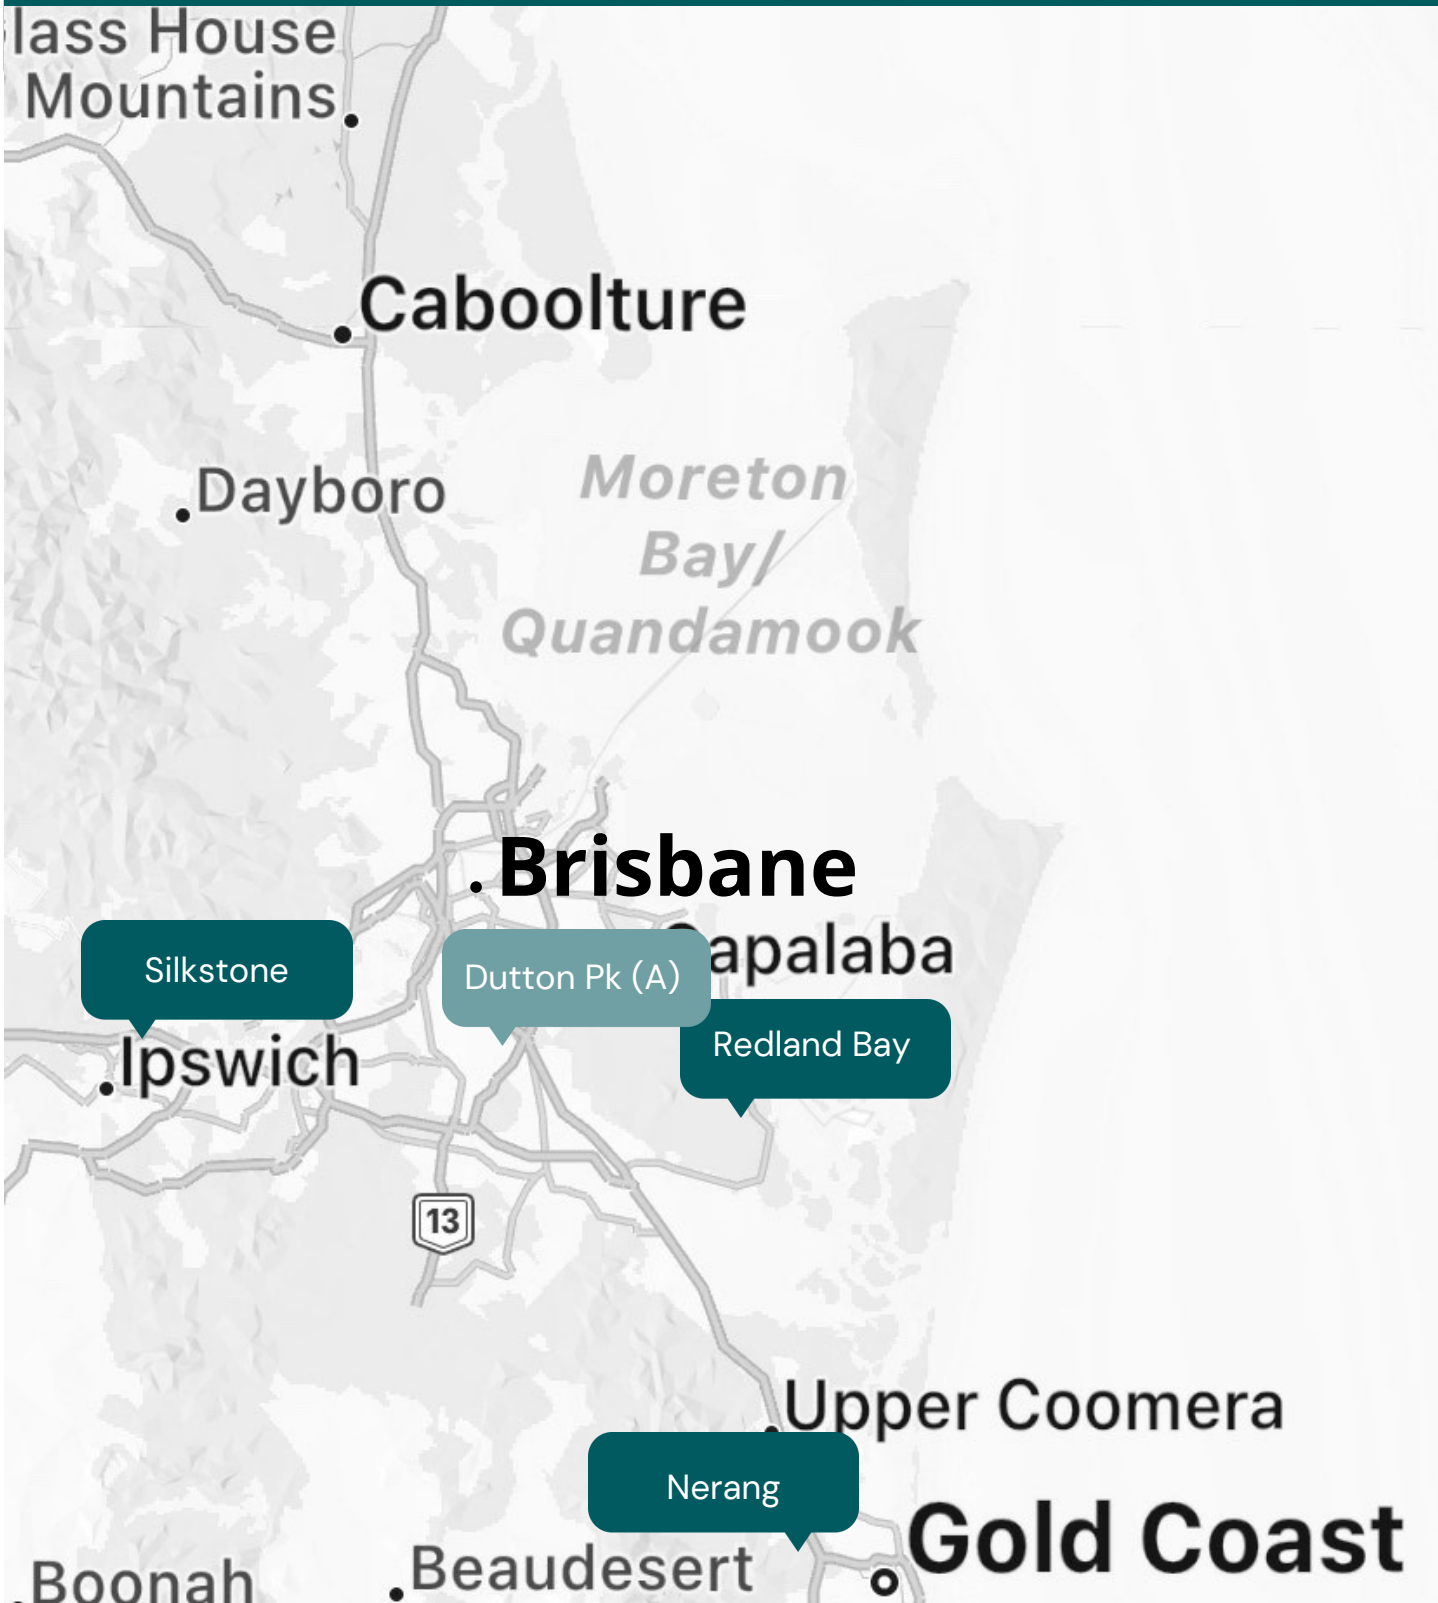 lass House
Mountains
Caboolture
Dayboro
Moreton
Bay/
Quandamook
Brisbane
apalaba
Silkstone
Dutton Pk (A)
Redland Bay
Ipswich
13
Upper Coomera
Nerang
Gold Coast
Beaudesert
Boonah